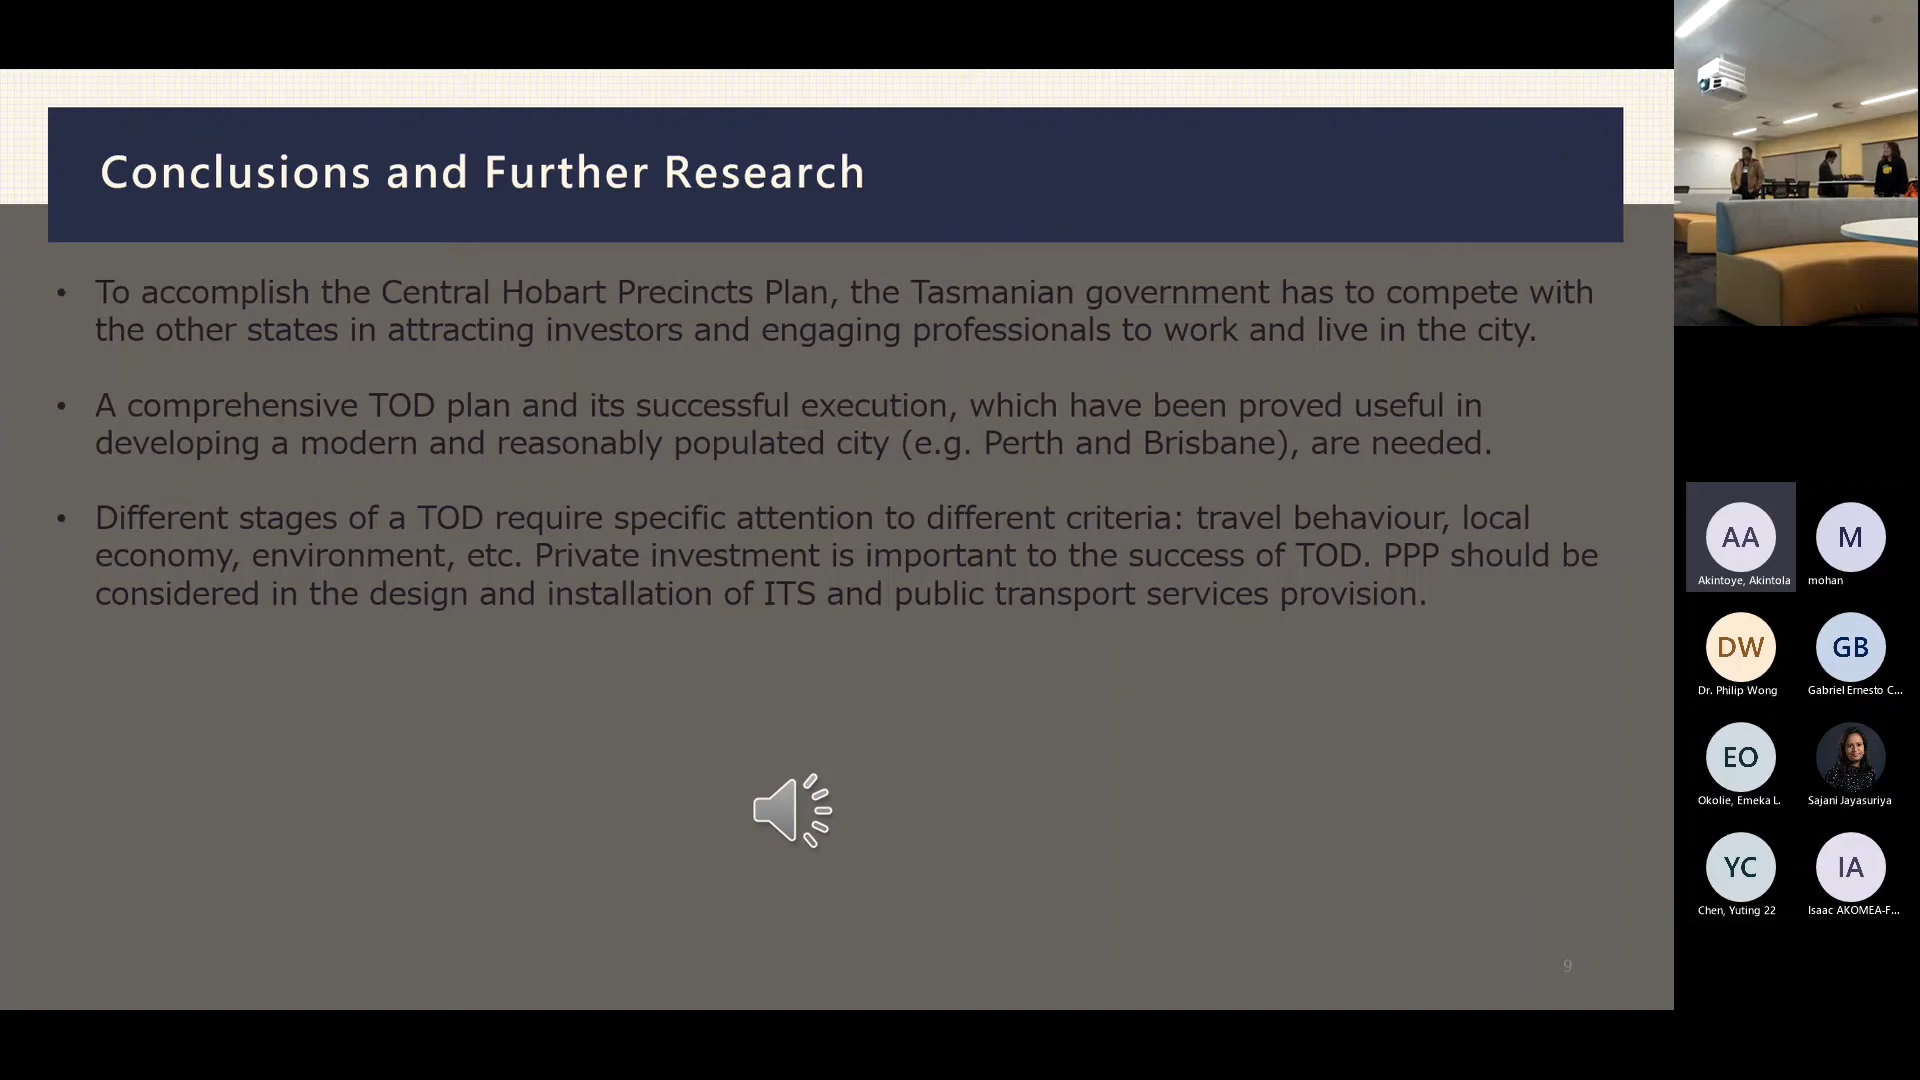 Conclusions and Further Research
• To accomplish the Central Hobart Precincts Plan, the Tasmanian government has to compete with
the other states in attracting investors and engaging professionals to work and live in the city.
• A comprehensive TOD plan and its successful execution, which have been proved useful in
developing a modern and reasonably populated city (e.g. Perth and Brisbane), are needed.
• Different stages of a TOD require specific attention to different criteria: travel behaviour, local
economy, environment, etc. Private investment is important to the success of TOD. PPP should be
considered in the design and installation of ITS and public transport services provision.
9
AA
Akintoye, Akintola
M
mohan
DW
Dr. Philip Wong
GB
Gabriel Ernesto C...
EO
Okolie, Emeka L.
Sajani Jayasuriya
YC
Chen, Yuting 22
IA
Isaac AKOMEA-F...